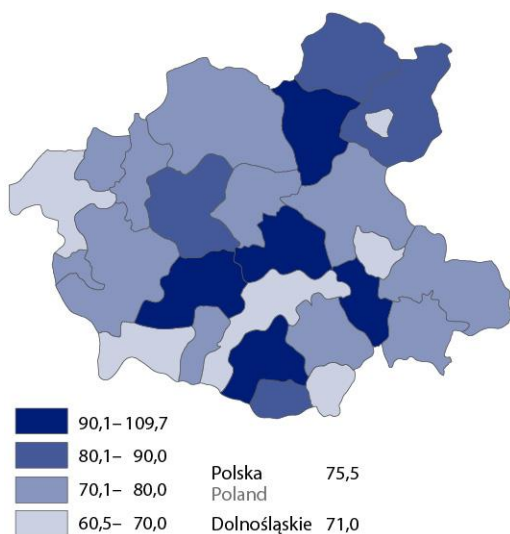 90,1– 109,7
80,1– 90,0
70,1– 80,0
60,5– 70,0
Polska 75,5
Poland
Dolnośląskie 71,0